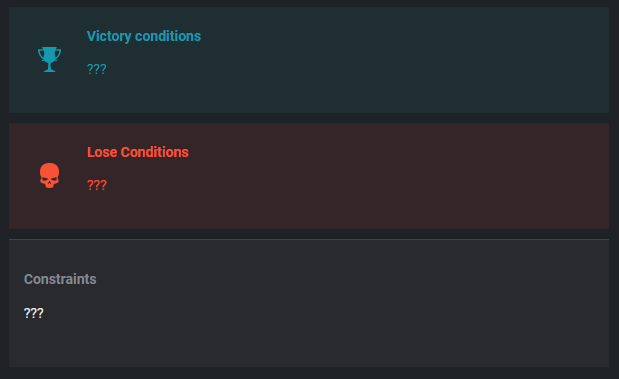 Victory conditions
???
Lose Conditions
???
Constraints
???